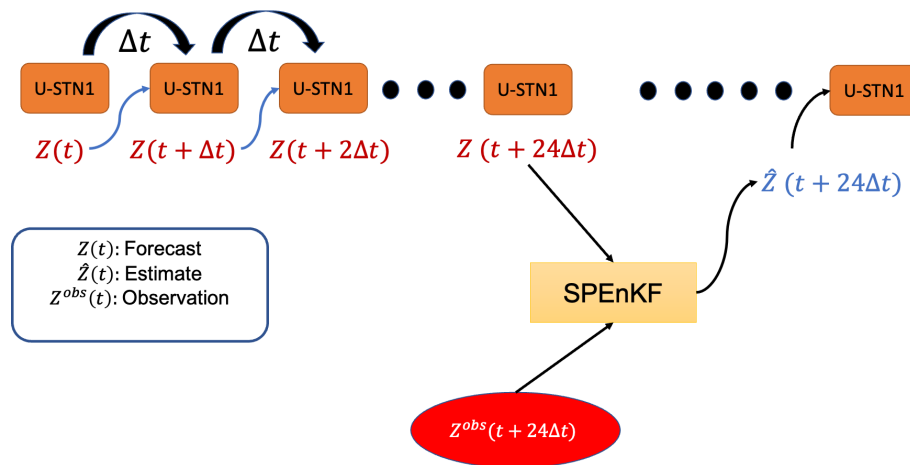 Δt Δt
U-STN1 U-STN1 U-STN1 U-STN1 U-STN1
Z(t) Z(t + Δt) Z(t + 2Δt) Z (t + 24Δt)
Ẑ (t + 24Δt)
Z(t): Forecast
Ẑ(t): Estimate
Z^{obs}(t): Observation
SPEnKF
Z^{obs}(t + 24Δt)